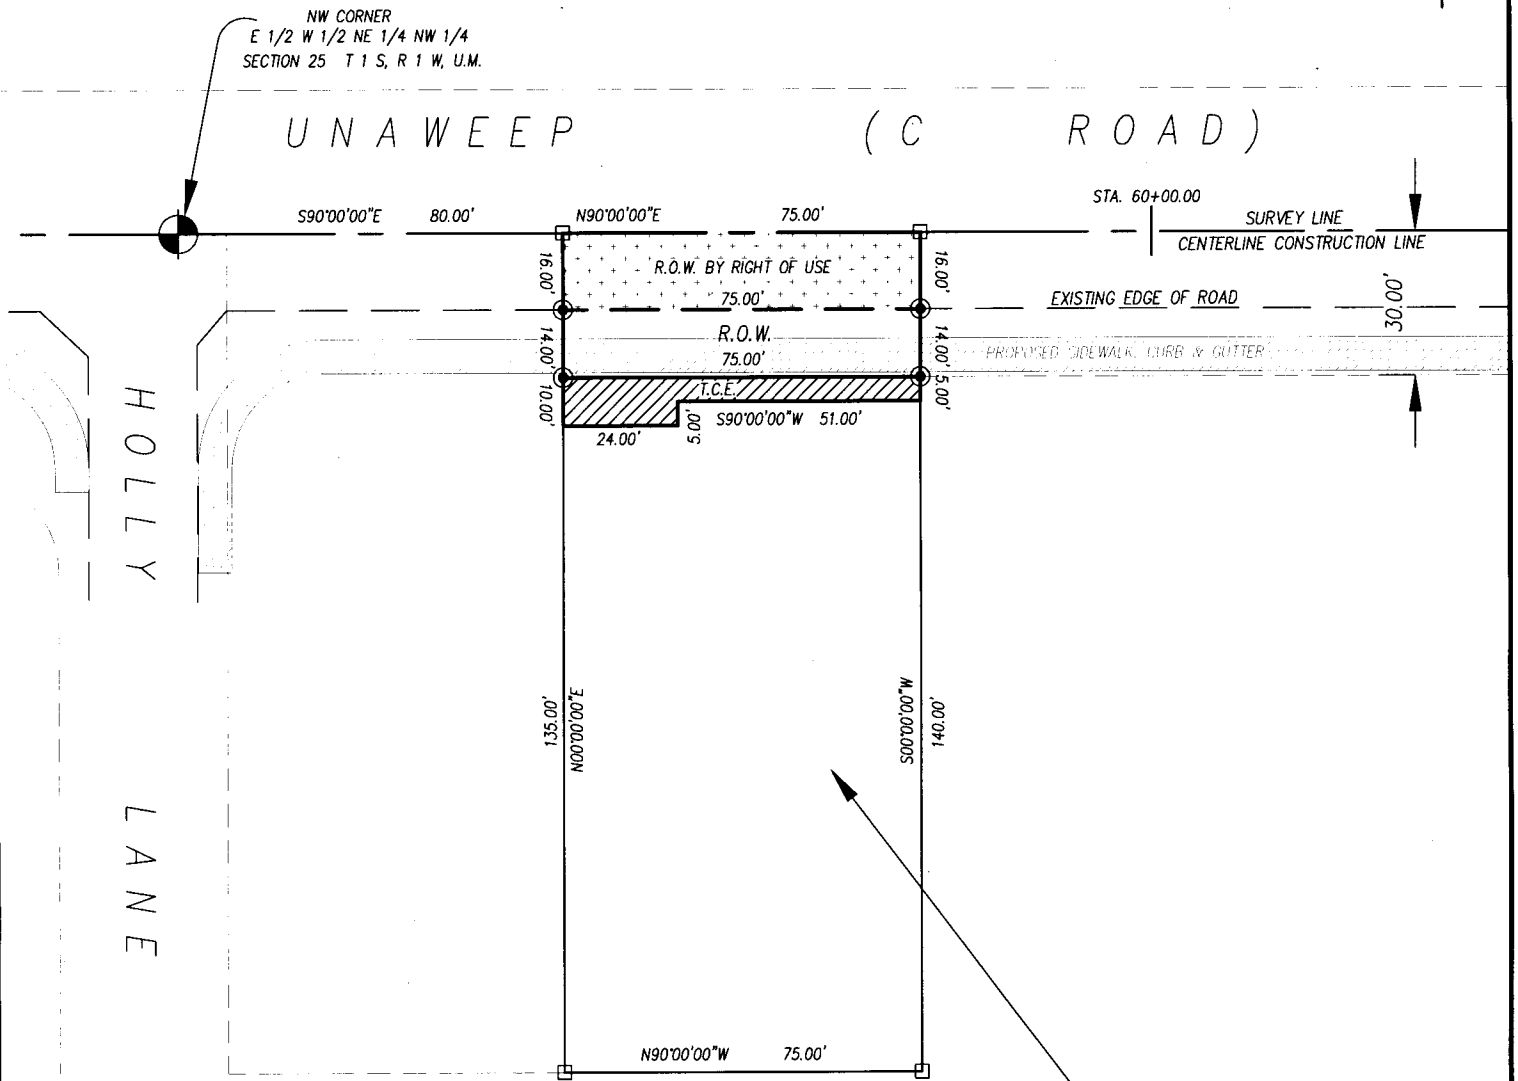 NW CORNER
E 1/2 W 1/2 NE 1/4 NW 1/4
SECTION 25 T 1 S, R 1 W, U.M.
UNAWEEP (C ROAD)
STA. 60+00.00
S90°00'00"E 80.00'
N90°00'00"E 75.00'
SURVEY LINE
CENTERLINE CONSTRUCTION LINE
16.00'
R.O.W. BY RIGHT OF USE
16.00'
75.00'
EXISTING EDGE OF ROAD
30.00'
14.00'
R.O.W.
14.00'
75.00'
PROPOSED SIDEWALK, CURB & GUTTER
10.00'
T.C.E.
5.00'
24.00'
5.00'
S90°00'00"W 51.00'
HOLLY LANE
135.00'
N00°00'00"E
S00°00'00"W
140.00'
N90°00'00"W 75.00'